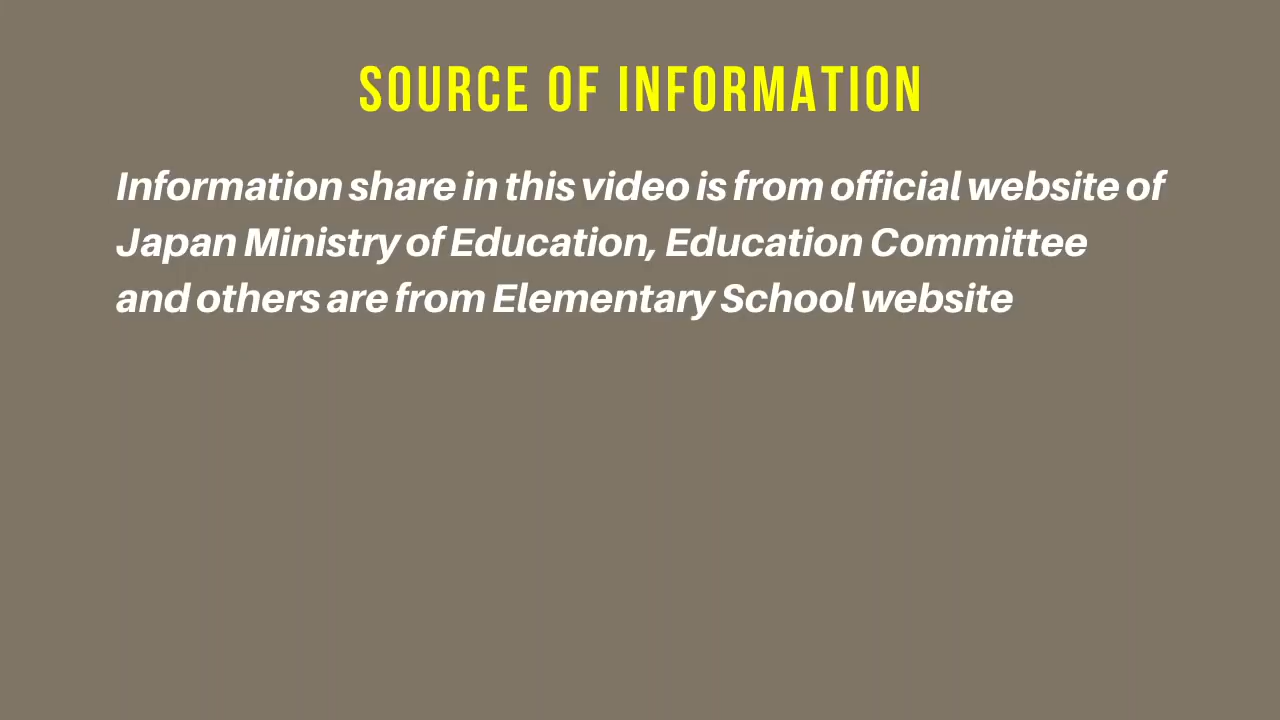 SOURCE OF INFORMATION
Information share in this video is from official website of
Japan Ministry of Education, Education Committee
and others are from Elementary School website